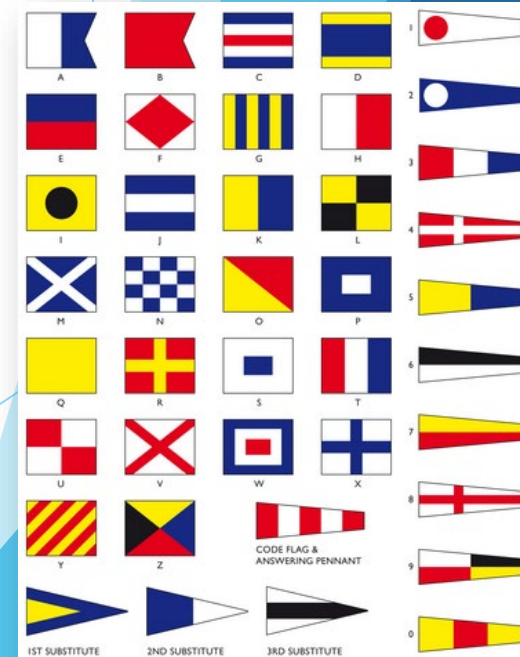 A B C D 1
E F G H 2
I J K L 3
M N O P 4
Q R S T 5
U V W X 6
Y Z 7
CODE FLAG &
ANSWERING PENNANT
8
9
0
1ST SUBSTITUTE 2ND SUBSTITUTE 3RD SUBSTITUTE